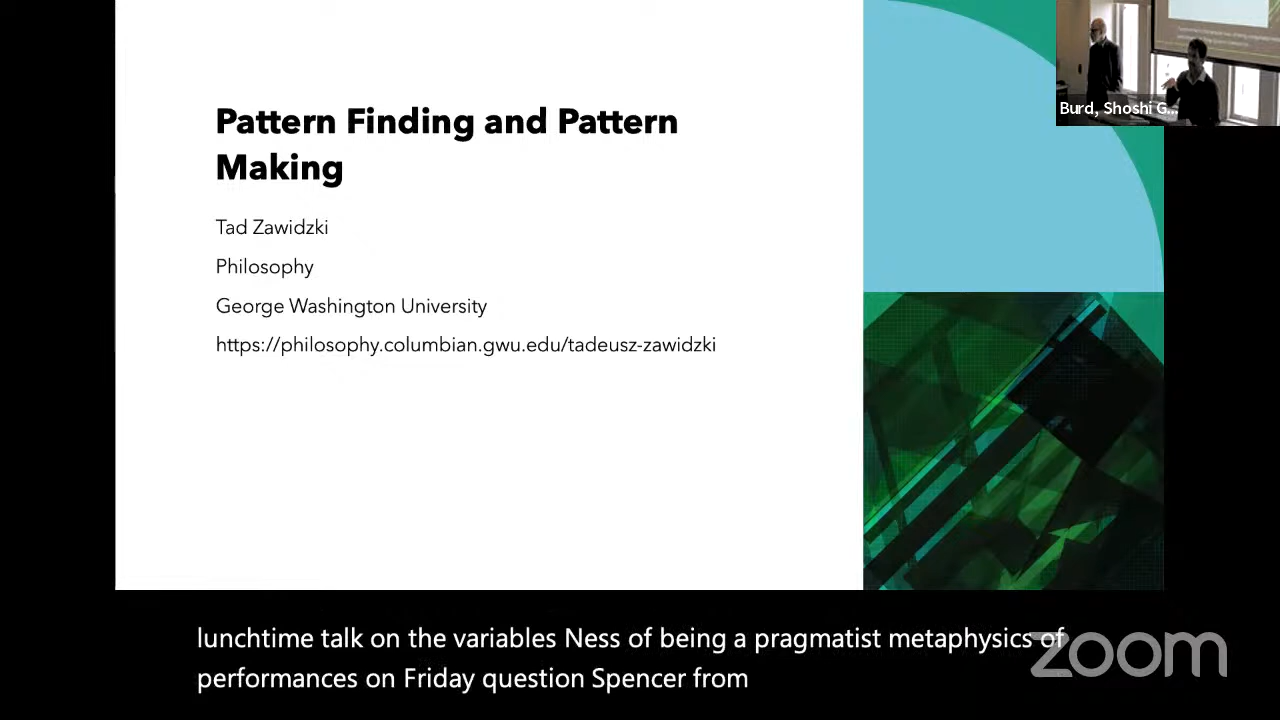 Pattern Finding and Pattern
Making
Tad Zawidzki
Philosophy
George Washington University
https://philosophy.columbian.gwu.edu/tadeusz-zawidzki
Burd, Shoshi G...
lunchtime talk on the variables Ness of being a pragmatist metaphysics of
performances on Friday question Spencer from
zoom